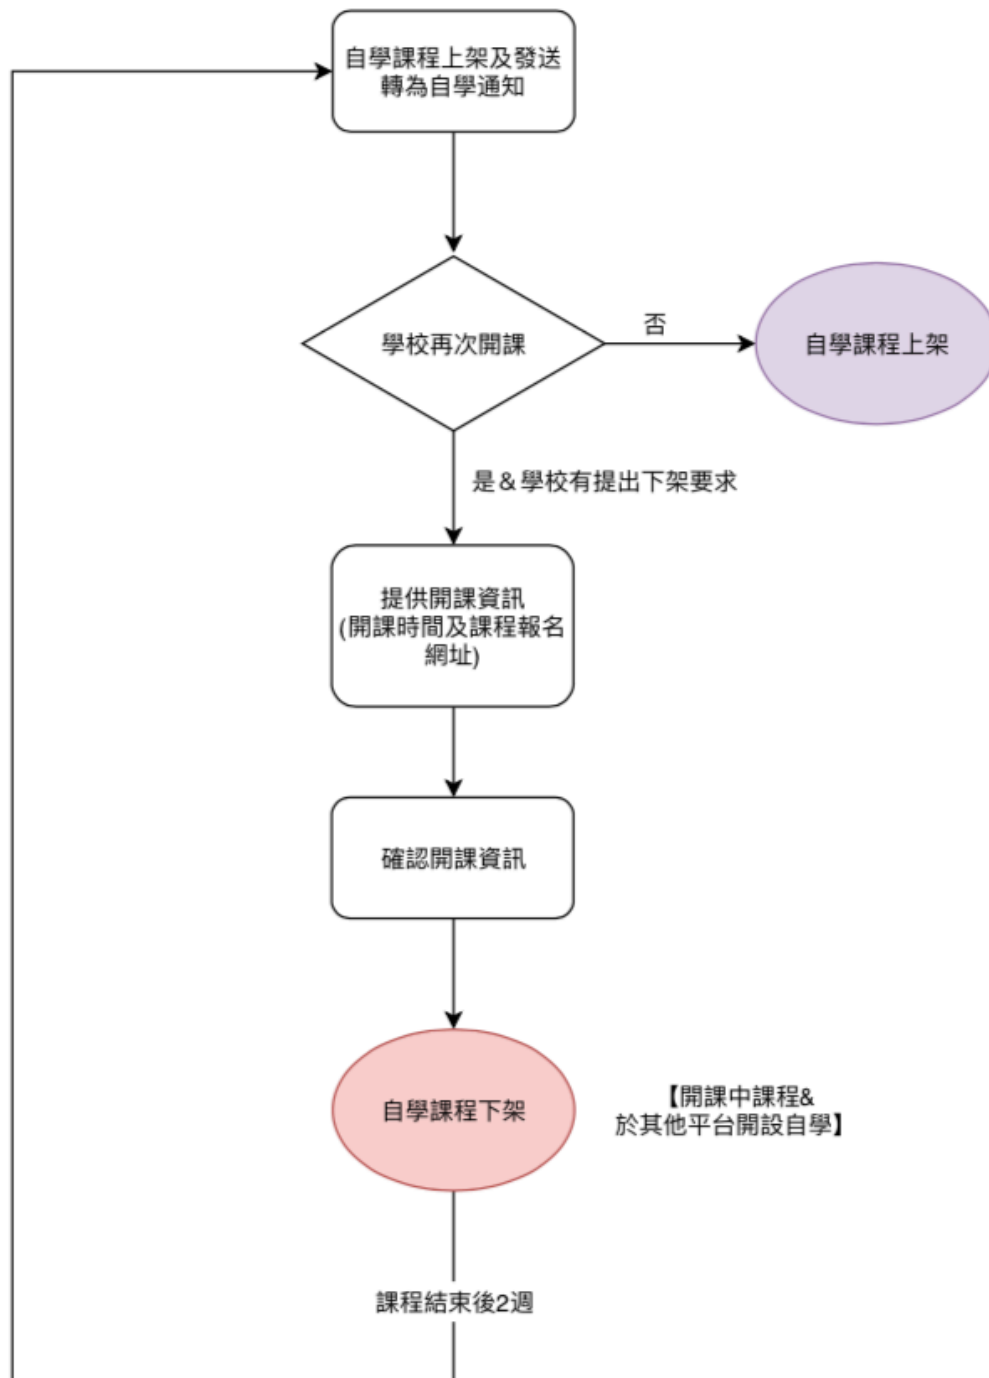 自學課程上架及發送
轉為自學通知
學校再次開課
否
自學課程上架
是＆學校有提出下架要求
提供開課資訊
(開課時間及課程報名
網址)
確認開課資訊
自學課程下架
【開課中課程&
於其他平台開設自學】
課程結束後2週